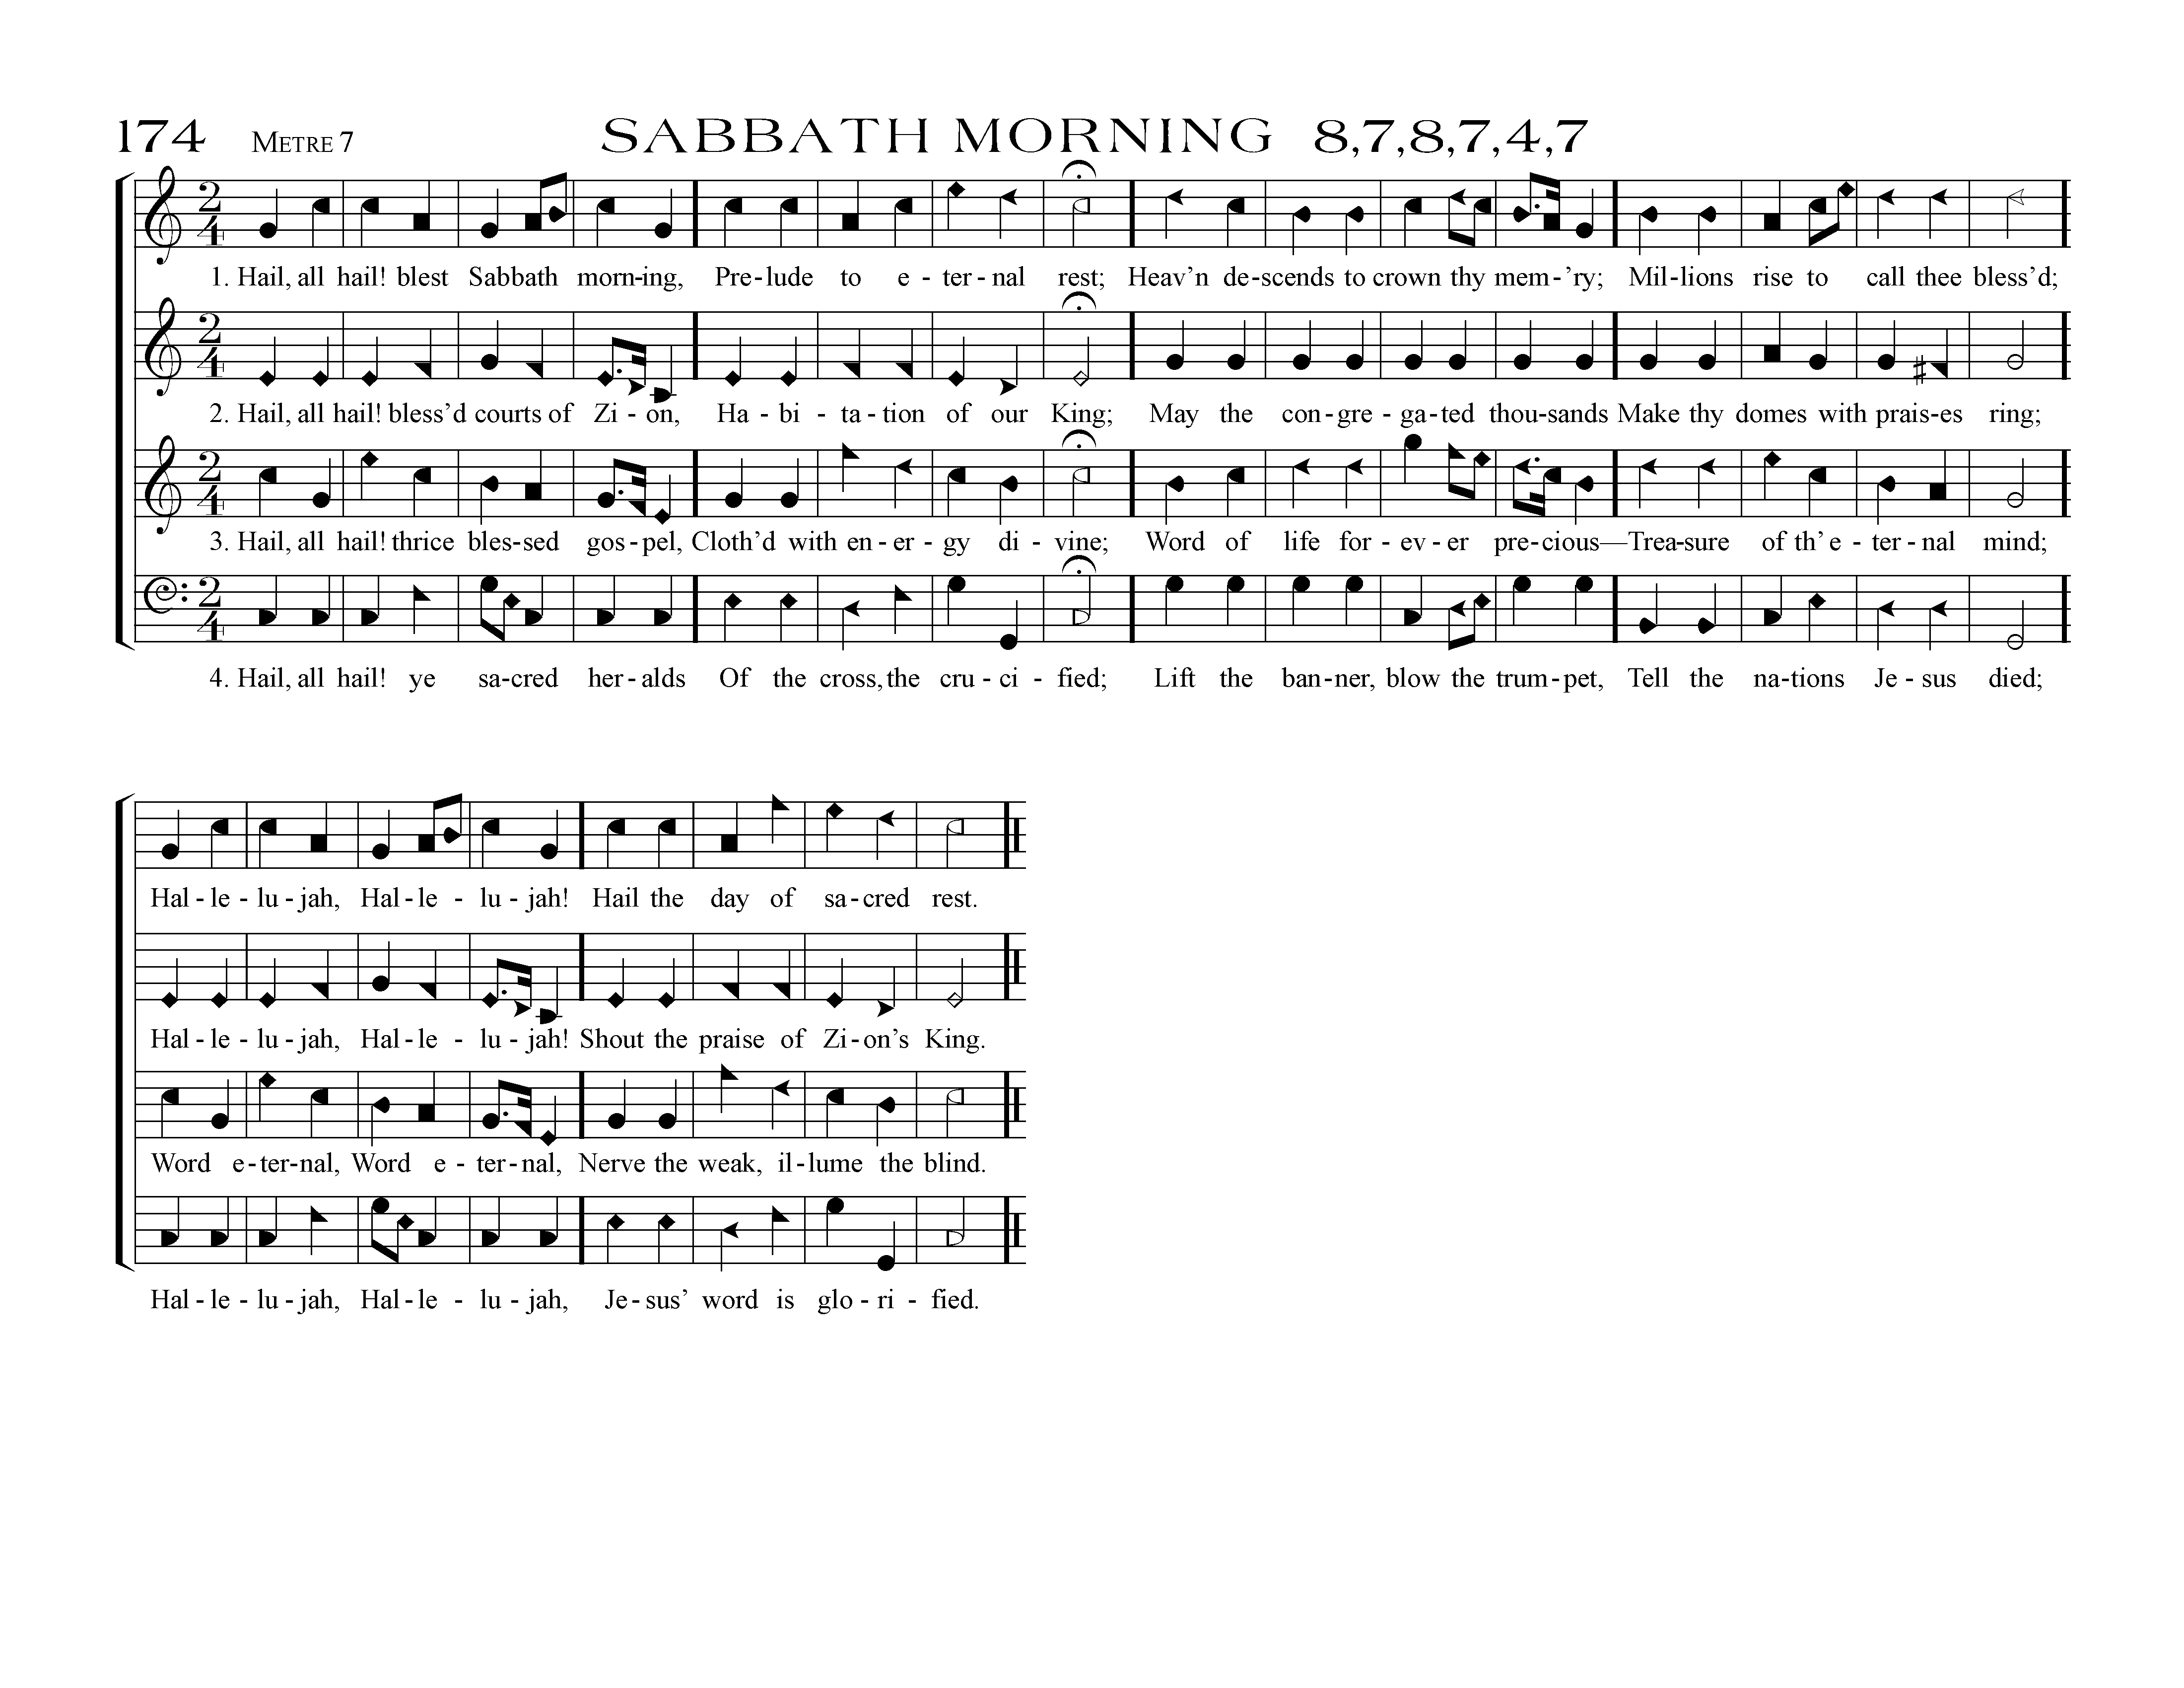 174 METRE 7 SABBATH MORNING 8,7,8,7,4,7
2
4
1. Hail, all hail! blest Sabbath morn-ing, Pre-lude to e-ter-nal rest; Heav’n de-scends to crown thy mem-’ry; Mil-lions rise to call thee bless’d;
2
4
2. Hail, all hail! bless’d courts of Zi-on, Ha-bi-ta-tion of our King; May the con-gre-ga-ted thou-sands Make thy domes with prais-es ring;
2
4
3. Hail, all hail! thrice bles-sed gos-pel, Cloth’d with en-er-gy di-vine; Word of life for-ev-er pre-cious—Trea-sure of th’ e-ter-nal mind;
2
4
4. Hail, all hail! ye sa-cred her-alds Of the cross, the cru-ci-fied; Lift the ban-ner, blow the trum-pet, Tell the na-tions Je-sus died;
Hal-le-lu-jah, Hal-le-lu-jah! Hail the day of sa-cred rest.
Hal-le-lu-jah, Hal-le-lu-jah! Shout the praise of Zi-on’s King.
Word e-ter-nal, Word e-ter-nal, Nerve the weak, il-lume the blind.
Hal-le-lu-jah, Hal-le-lu-jah, Je-sus’ word is glo-ri-fied.